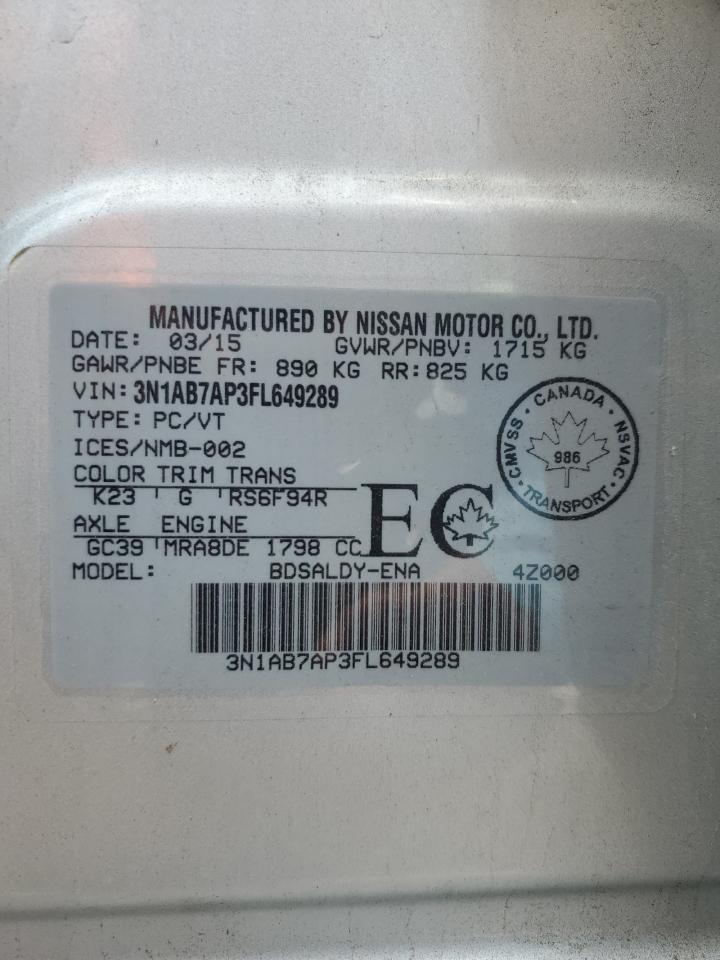 MANUFACTURED BY NISSAN MOTOR CO., LTD.
DATE: 03/15 GVWR/PNBV: 1715 KG
GAWR/PNBE FR: 890 KG RR:825 KG
VIN: 3N1AB7AP3FL649289
TYPE: PC/VT
ICES/NMB-002
COLOR TRIM TRANS
K23 G RS6F94R
AXLE ENGINE
GC39 MRA8DE 1798 CC
EC
CANADA · NSVAC · TRANSPORT · CMVSS ·
986
MODEL: BDSALDY-ENA 4Z000
3N1AB7AP3FL649289